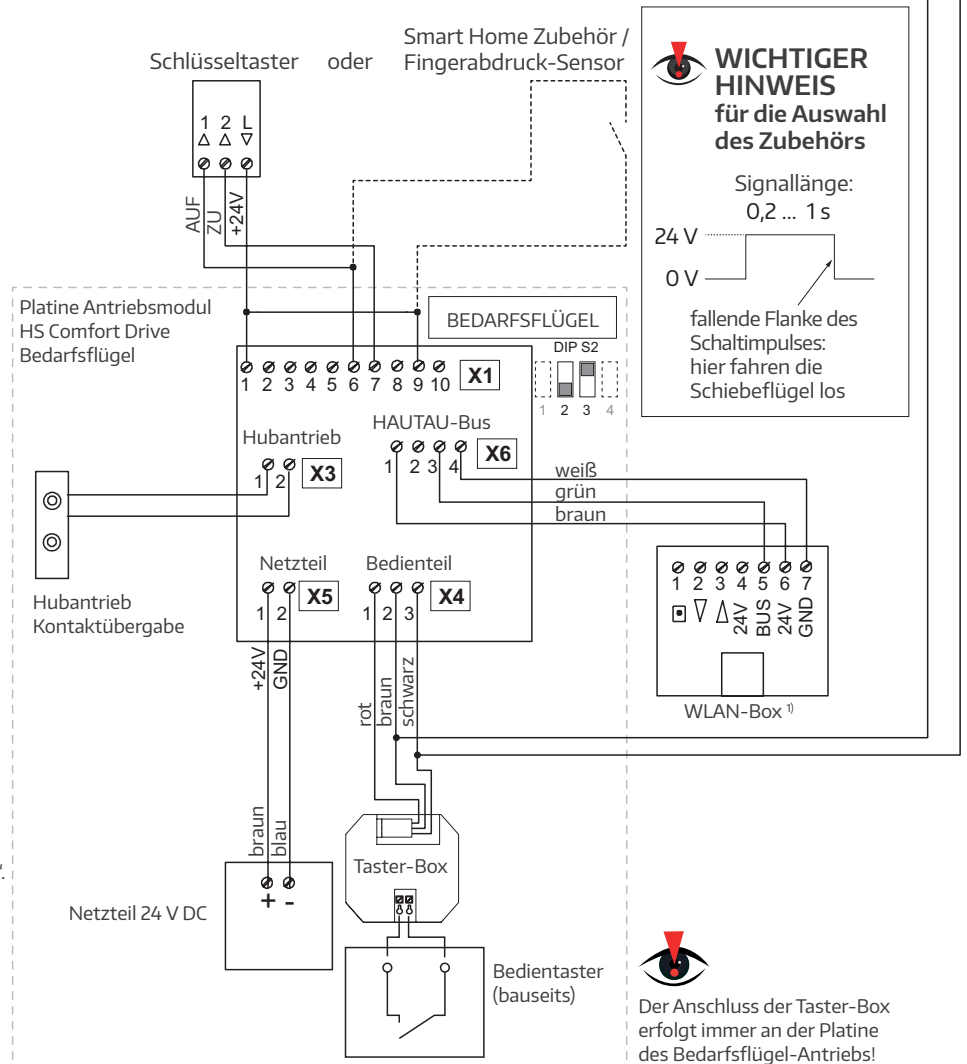 Schlüsseltaster oder Smart Home Zubehör /
Fingerabdruck-Sensor
1 2 L
AUF
ZU
+24V
WICHTIGER
HINWEIS
für die Auswahl
des Zubehörs
Signallänge:
0,2 ... 1 s
24 V
0 V
fallende Flanke des
Schaltimpulses:
hier fahren die
Schiebeflügel los
Platine Antriebsmodul
HS Comfort Drive
Bedarfsflügel
BEDARFSFLÜGEL
DIP S2
1 2 3 4
1 2 3 4 5 6 7 8 9 10 X1
Hubantrieb
1 2 X3
HAUTAU-Bus
1 2 3 4 X6
weiß
grün
braun
Hubantrieb
Kontaktübergabe
Netzteil
1 2 X5
Bedienteil
1 2 3 X4
+24V
GND
rot
braun
schwarz
1 2 3 4 5 6 7
24V
BUS
24V
GND
WLAN-Box 1)
braun
blau
+ -
Netzteil 24 V DC
Taster-Box
Bedientaster
(bauseits)
Der Anschluss der Taster-Box
erfolgt immer an der Platine
des Bedarfsflügel-Antriebs!